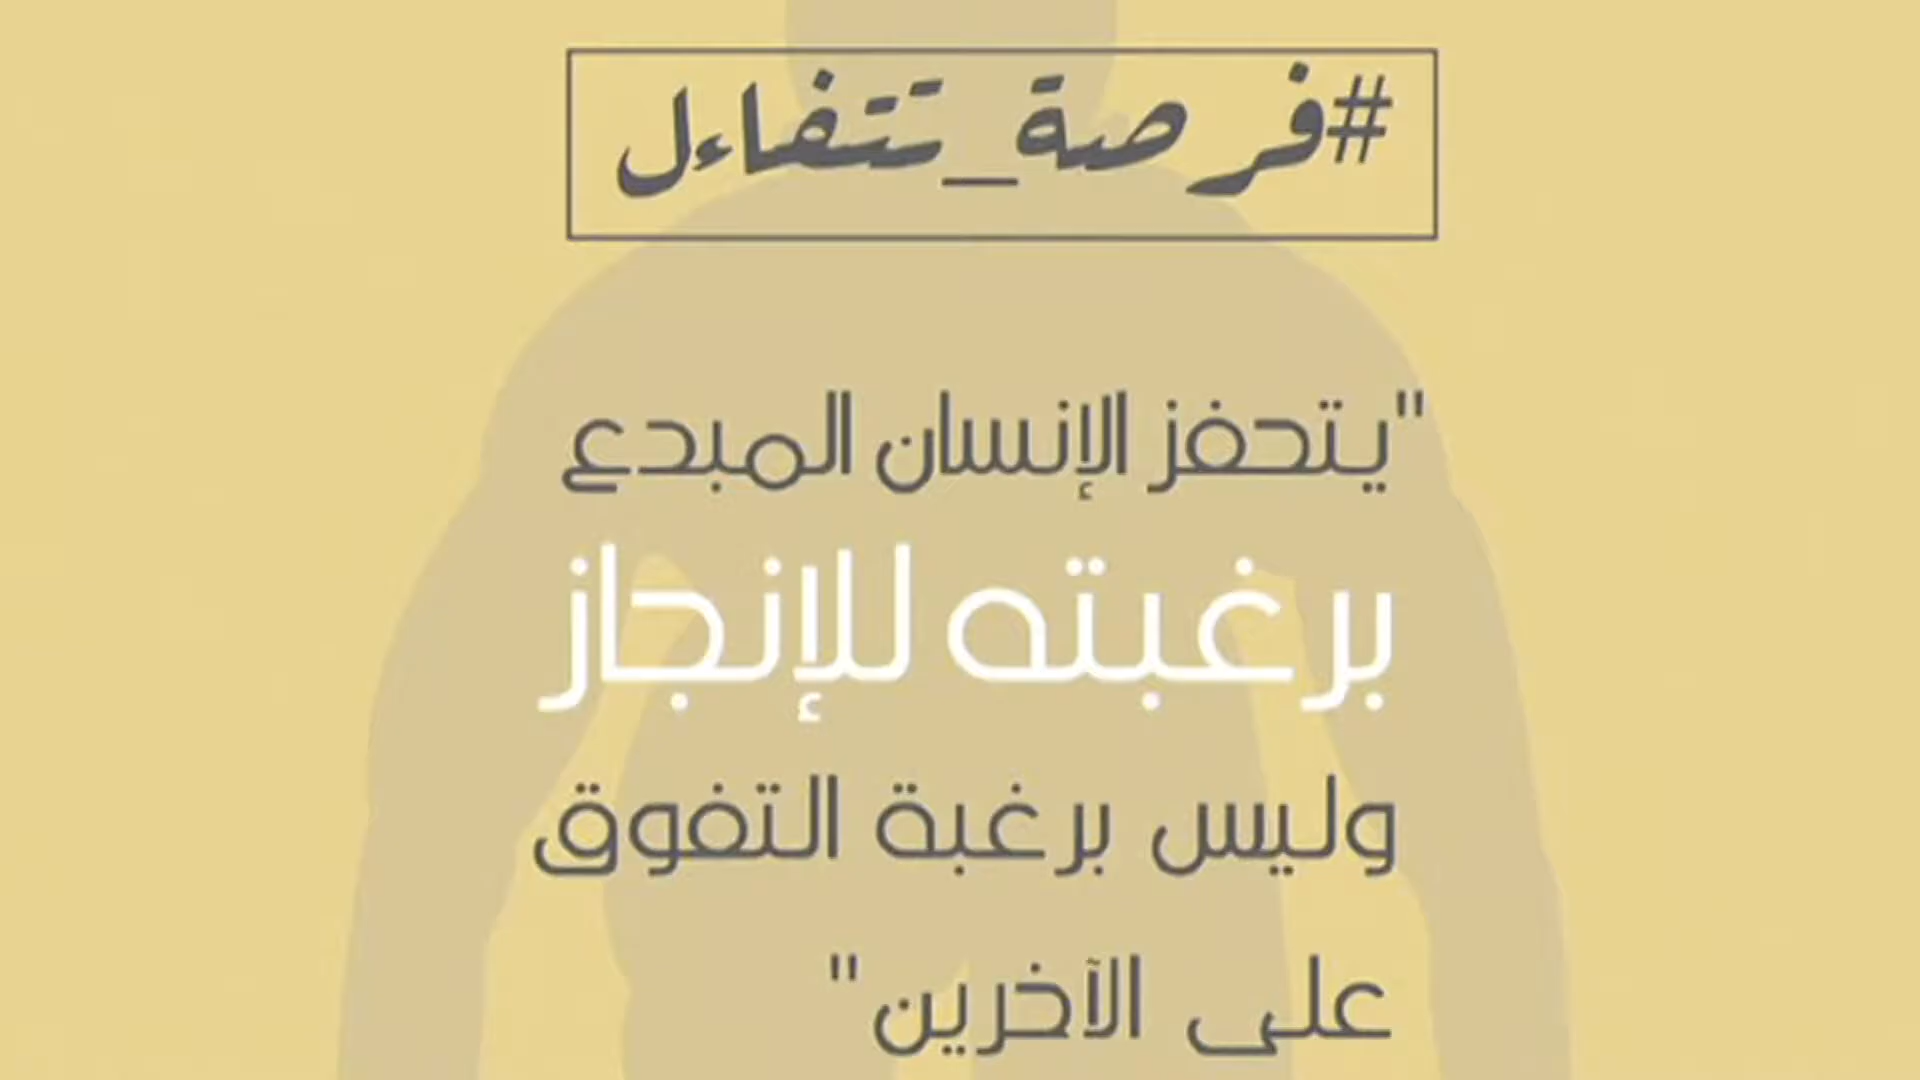 #فرصة_تتفاءل
"يتحفز الإنسان المبدع
برغبته للإنجاز
وليس برغبة التفوق
على الآخرين"